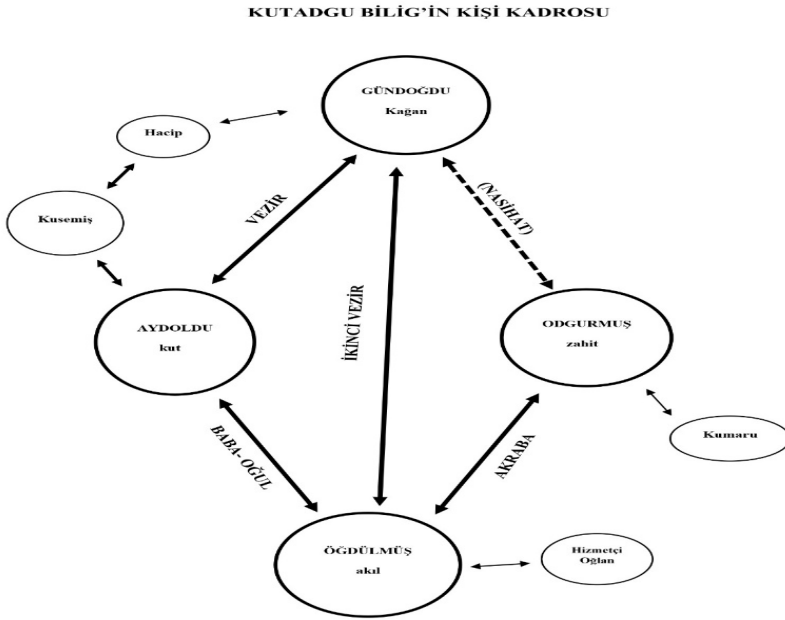 KUTADGU BİLİG'İN KİŞİ KADROSU
GÜNDOĞDU
Kağan
Hacip
Kusemiş
VEZİR
(NASİHAT)
İKİNCİ VEZİR
AYDOLDU
kut
ODGURMUŞ
zahit
Kumaru
BABA- OĞUL
AKRABA
ÖĞDÜLMÜŞ
akıl
Hizmetçi
Oğlan